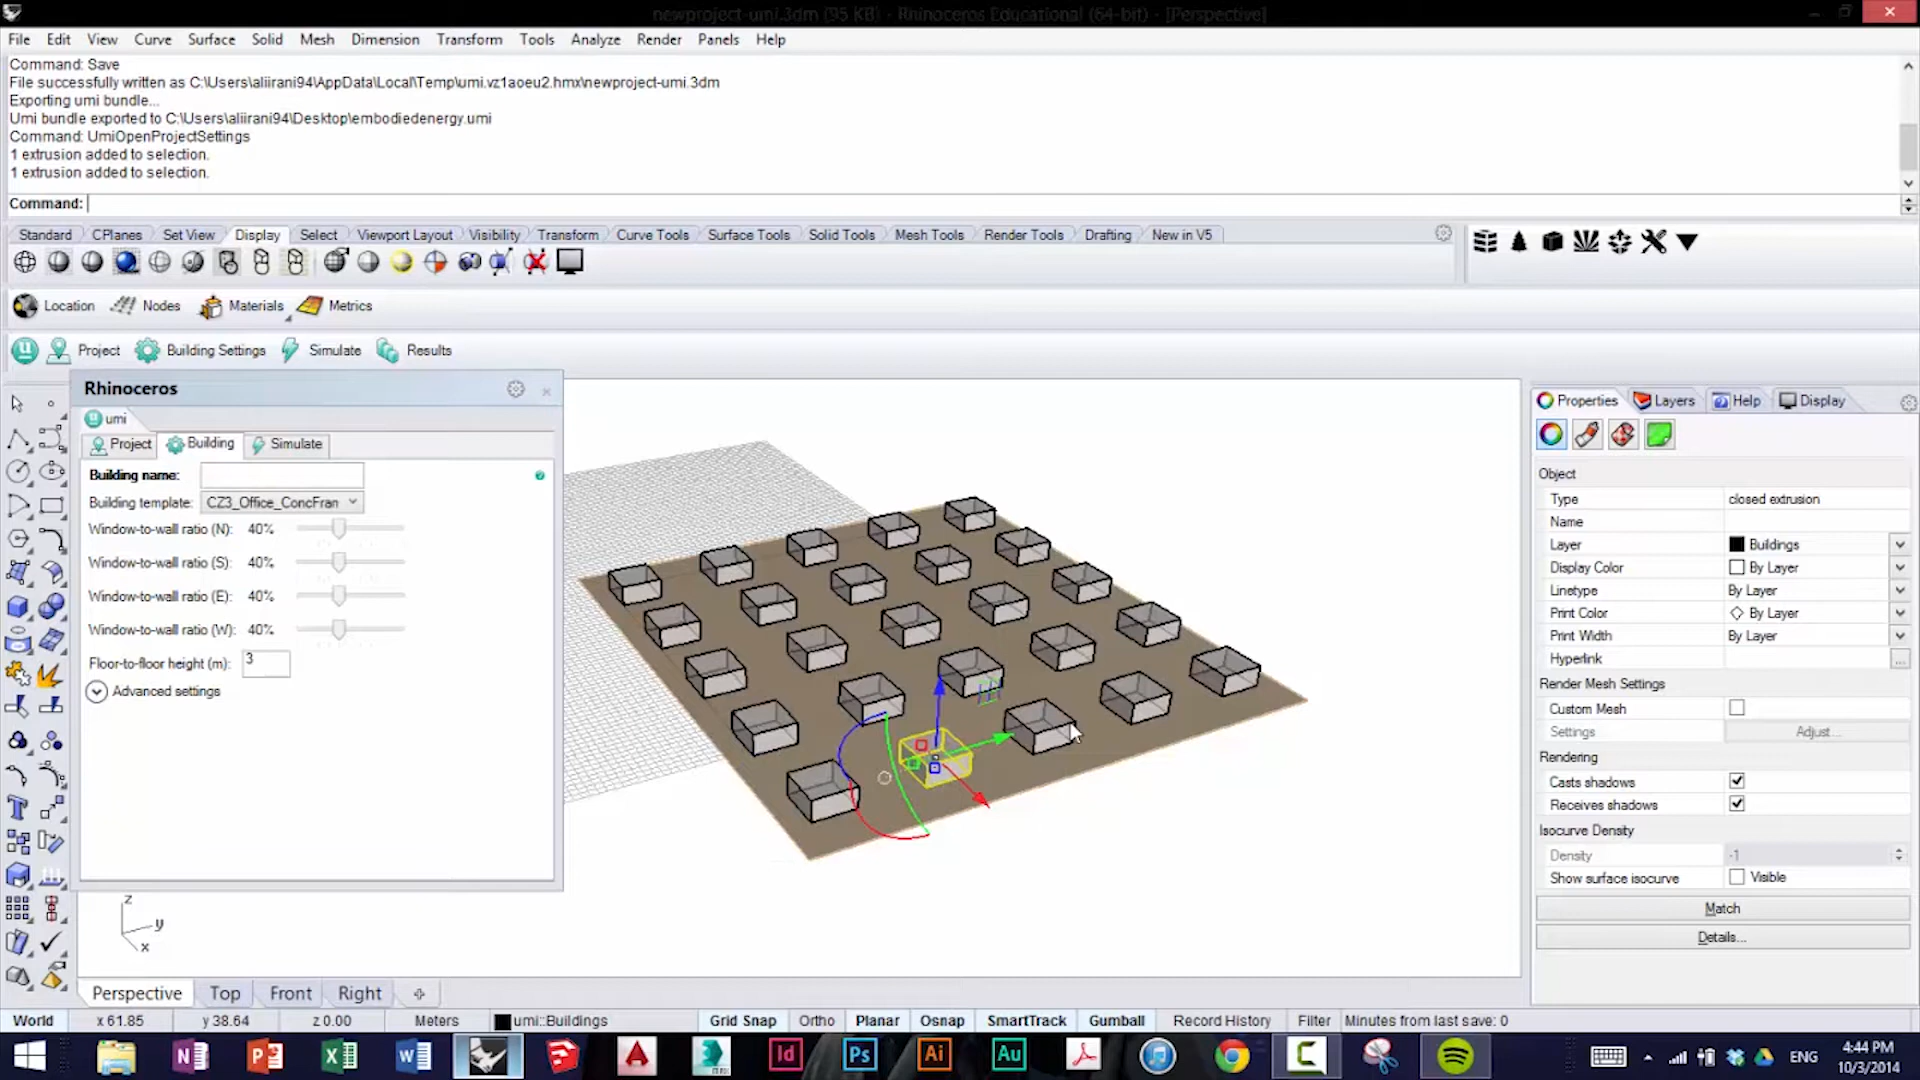 newproject-umi.3dm (95 KB) - Rhinoceros Educational (64-bit) - [Perspective]
File Edit View Curve Surface Solid Mesh Dimension Transform Tools Analyze Render Panels Help
Command: Save
File successfully written as C:\Users\aliirani94\AppData\Local\Temp\umi.vz1aoeu2.hmx\newproject-umi.3dm
Exporting umi bundle...
Umi bundle exported to C:\Users\aliirani94\Desktop\embodiedenergy.umi
Command: UmiOpenProjectSettings
1 extrusion added to selection.
1 extrusion added to selection.
Command:
Standard CPlanes Set View Display Select Viewport Layout Visibility Transform Curve Tools Surface Tools Solid Tools Mesh Tools Render Tools Drafting New in V5
Location Nodes Materials Metrics
Project Building Settings Simulate Results
Rhinoceros
umi
Project Building Simulate
Building name:
Building template: CZ3_Office_ConcFran
Window-to-wall ratio (N): 40%
Window-to-wall ratio (S): 40%
Window-to-wall ratio (E): 40%
Window-to-wall ratio (W): 40%
Floor-to-floor height (m): 3
Advanced settings
z
y
x
Properties Layers Help Display
Object
Type closed extrusion
Name
Layer Buildings
Display Color By Layer
Linetype By Layer
Print Color By Layer
Print Width By Layer
Hyperlink ...
Render Mesh Settings
Custom Mesh
Settings Adjust...
Rendering
Casts shadows
Receives shadows
Isocurve Density
Density -1
Show surface isocurve Visible
Match
Details...
Perspective Top Front Right
World x 61.85 y 38.64 z 0.00 Meters umi::Buildings Grid Snap Ortho Planar Osnap SmartTrack Gumball Record History Filter Minutes from last save: 0
ENG
4:44 PM
10/3/2014